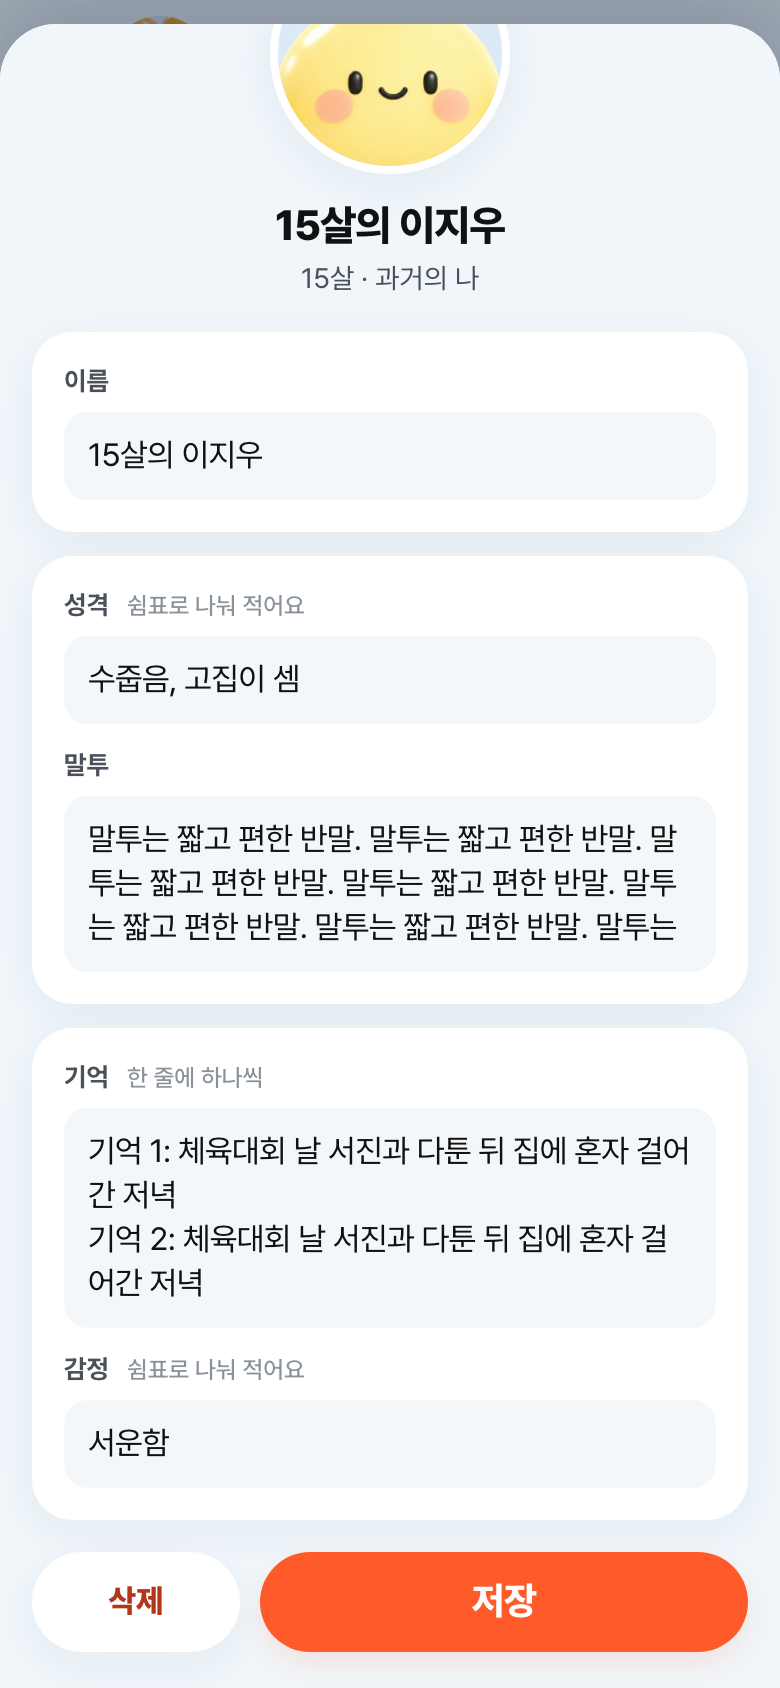 15살의 이지우
15살 · 과거의 나
이름
15살의 이지우
성격 쉼표로 나눠 적어요
수줍음, 고집이 셈
말투
말투는 짧고 편한 반말. 말투는 짧고 편한 반말. 말
투는 짧고 편한 반말. 말투는 짧고 편한 반말. 말투
는 짧고 편한 반말. 말투는 짧고 편한 반말. 말투는
기억 한 줄에 하나씩
기억 1: 체육대회 날 서진과 다툰 뒤 집에 혼자 걸어
간 저녁
기억 2: 체육대회 날 서진과 다툰 뒤 집에 혼자 걸
어간 저녁
감정 쉼표로 나눠 적어요
서운함
삭제 저장